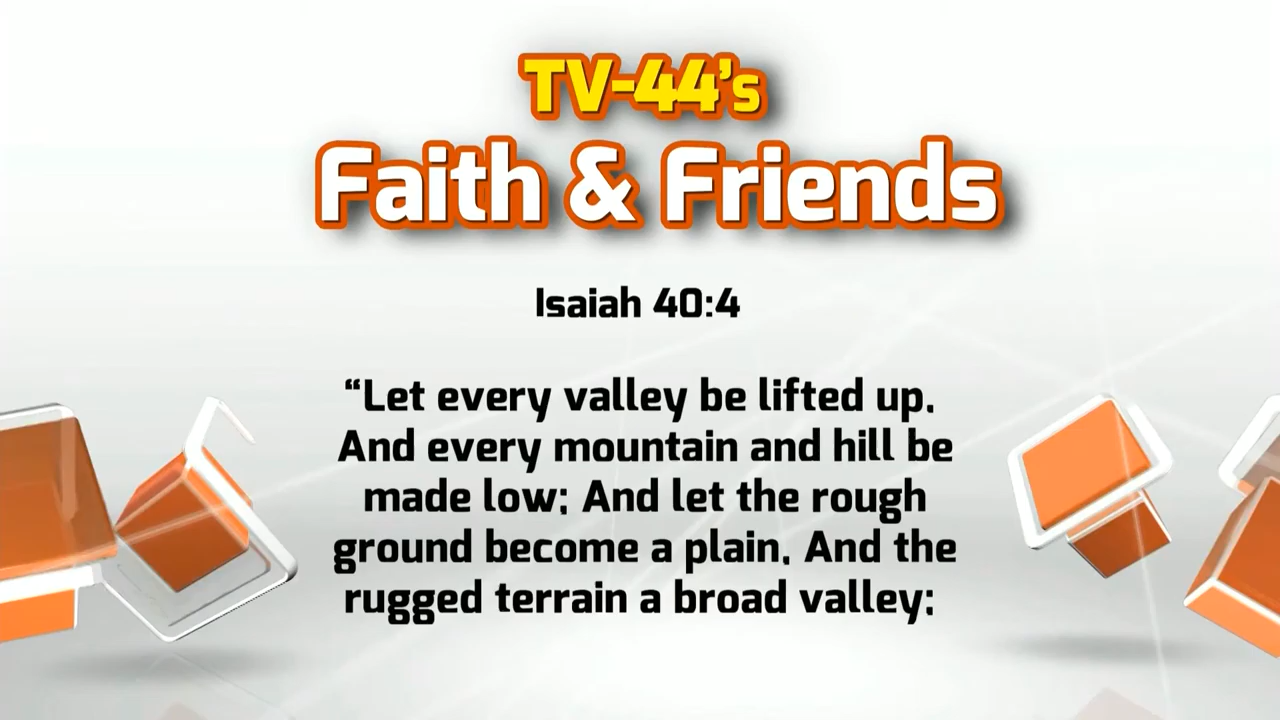 TV-44’s
Faith & Friends
Isaiah 40:4
“Let every valley be lifted up,
And every mountain and hill be
made low; And let the rough
ground become a plain, And the
rugged terrain a broad valley;